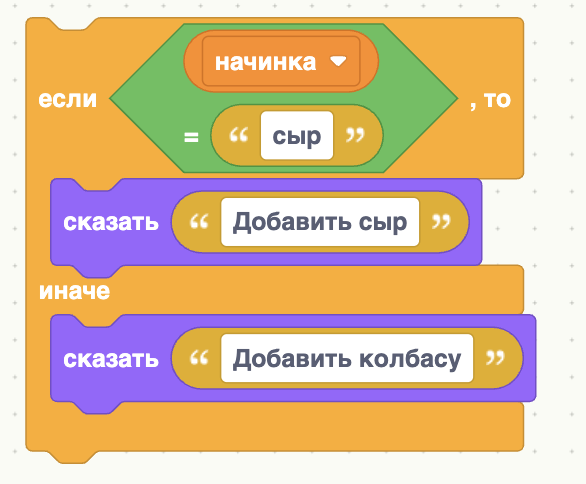 начинка
если
, то
= “ сыр ”
сказать “ Добавить сыр ”
иначе
сказать “ Добавить колбасу ”